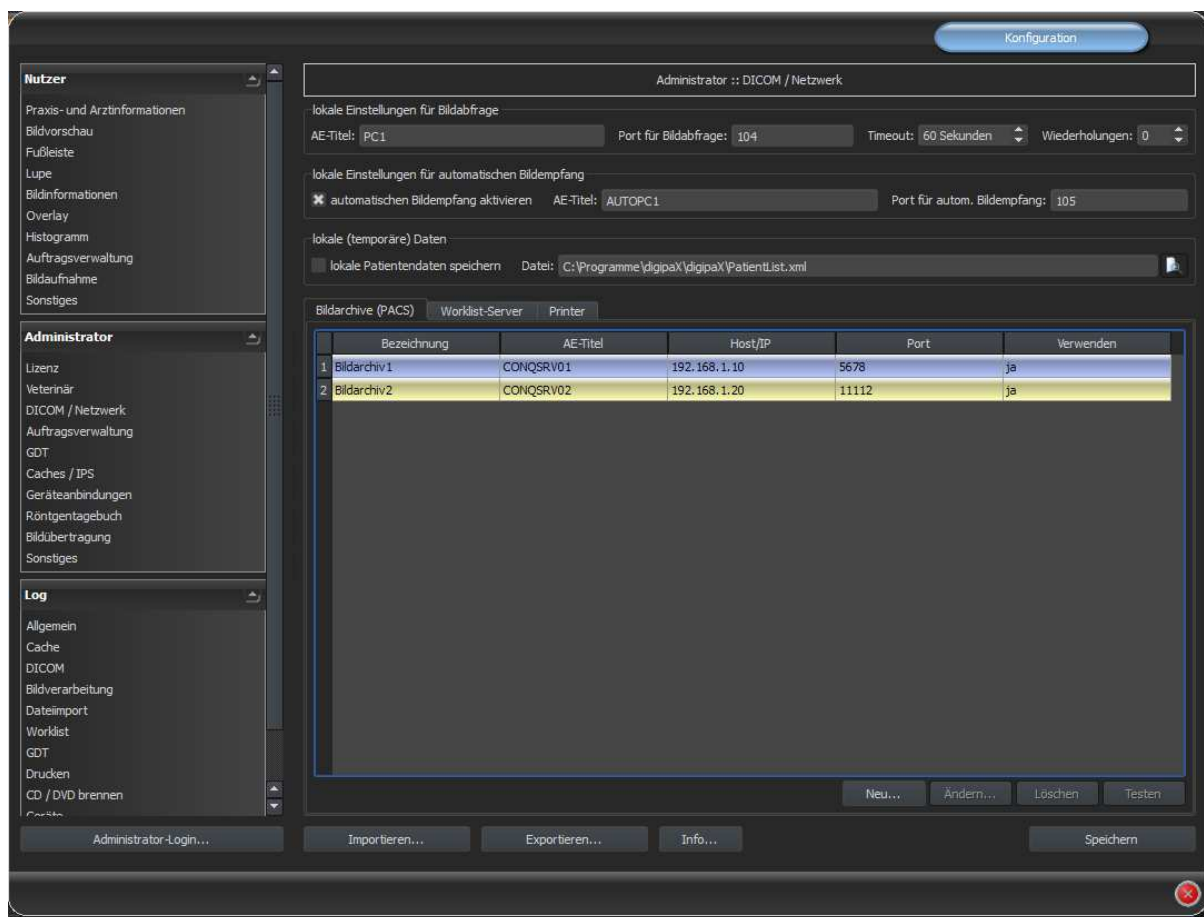 Konfiguration
Nutzer
Praxis- und Arztinformationen
Bildvorschau
Fußleiste
Lupe
Bildinformationen
Overlay
Histogramm
Auftragsverwaltung
Bildaufnahme
Sonstiges
Administrator
Lizenz
Veterinär
DICOM / Netzwerk
Auftragsverwaltung
GDT
Caches / IPS
Geräteanbindungen
Röntgentagebuch
Bildübertragung
Sonstiges
Log
Allgemein
Cache
DICOM
Bildverarbeitung
Dateiimport
Worklist
GDT
Drucken
CD / DVD brennen
Administrator-Login...
Administrator :: DICOM / Netzwerk
lokale Einstellungen für Bildabfrage
AE-Titel: PC1 Port für Bildabfrage: 104 Timeout: 60 Sekunden Wiederholungen: 0
lokale Einstellungen für automatischen Bildempfang
automatischen Bildempfang aktivieren AE-Titel: AUTOPC1 Port für autom. Bildempfang: 105
lokale (temporäre) Daten
lokale Patientendaten speichern Datei: C:\Programme\digipaX\digipaX\PatientList.xml
Bildarchive (PACS) Worklist-Server Printer
Bezeichnung AE-Titel Host/IP Port Verwenden
1 Bildarchiv1 CONQSRV01 192.168.1.10 5678 ja
2 Bildarchiv2 CONQSRV02 192.168.1.20 11112 ja
Neu... Ändern... Löschen Testen
Importieren... Exportieren... Info... Speichern